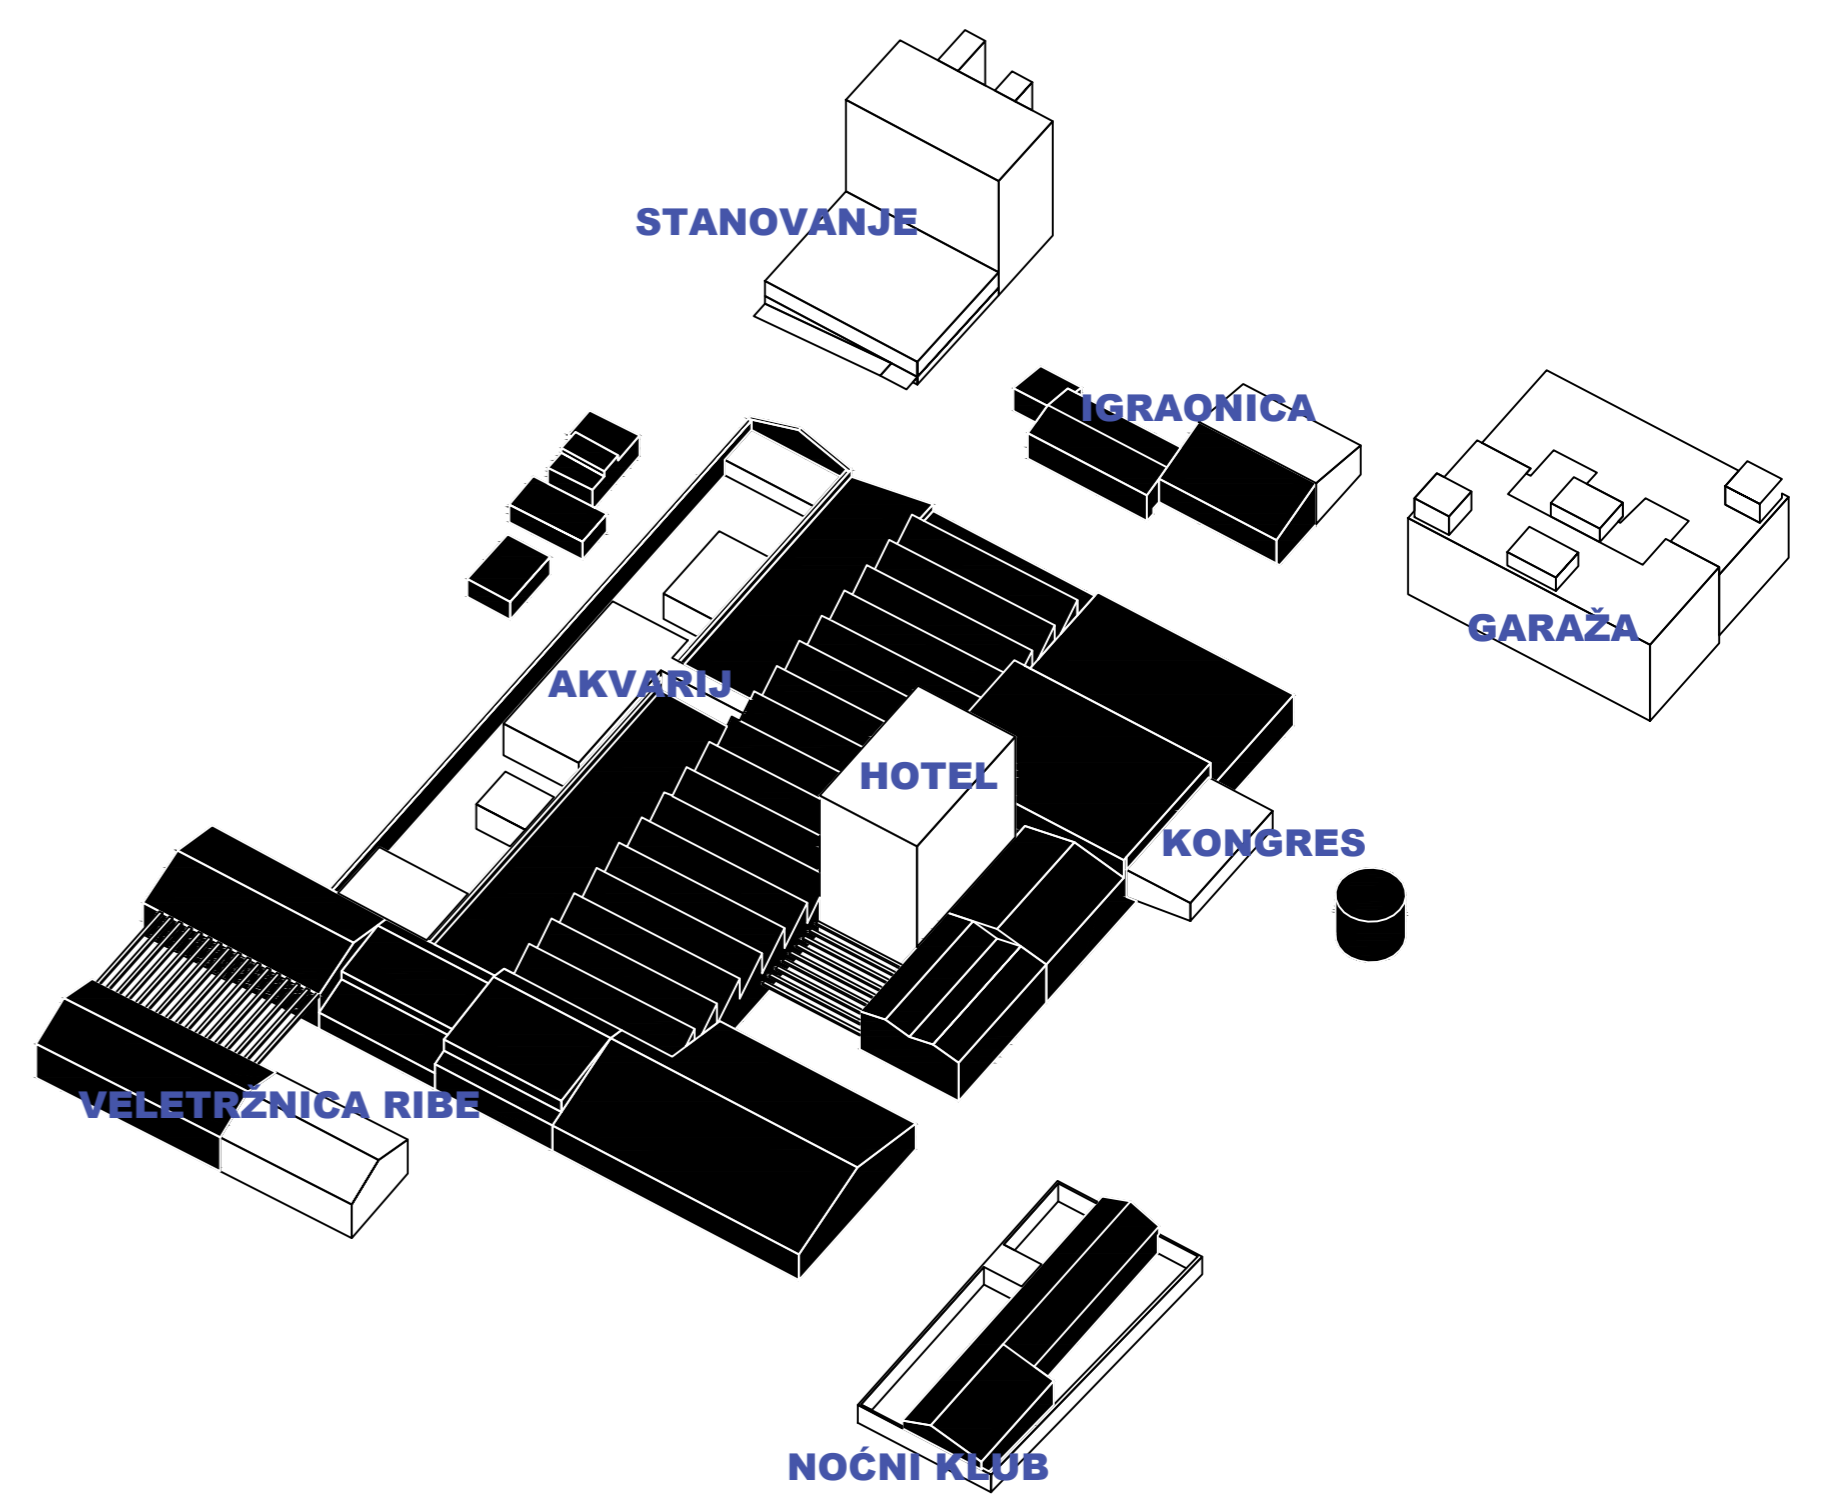 STANOVANJE
IGRAONICA
GARAŽA
AKVARIJ
HOTEL
KONGRES
VELETRŽNICA RIBE
NOĆNI KLUB